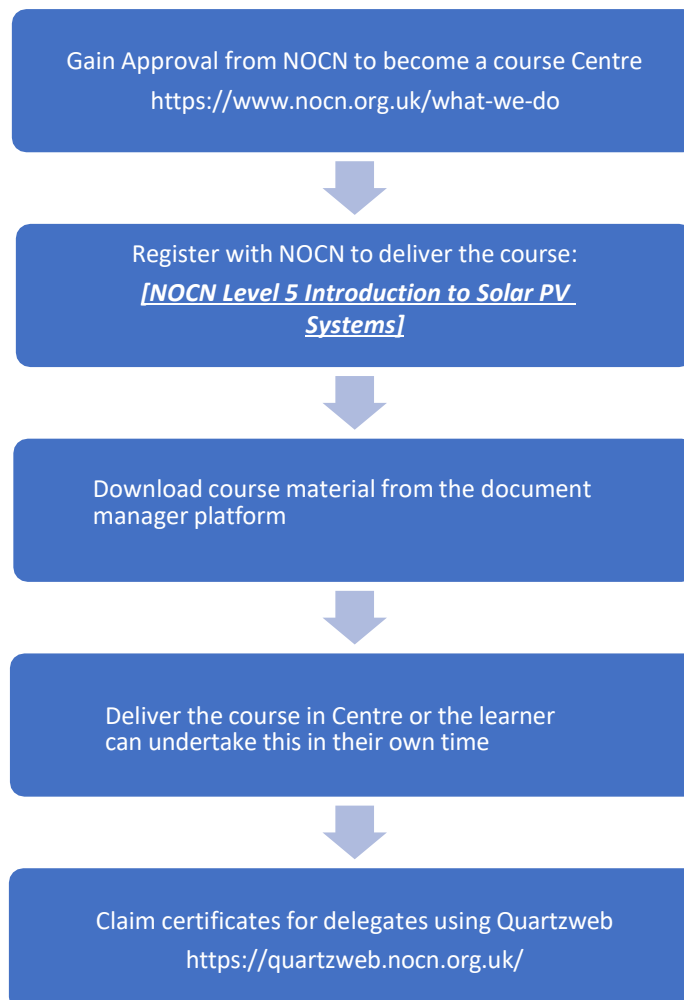 Gain Approval from NOCN to become a course Centre
https://www.nocn.org.uk/what-we-do
Register with NOCN to deliver the course:
[NOCN Level 5 Introduction to Solar PV
Systems]
Download course material from the document
manager platform
Deliver the course in Centre or the learner
can undertake this in their own time
Claim certificates for delegates using Quartzweb
https://quartzweb.nocn.org.uk/